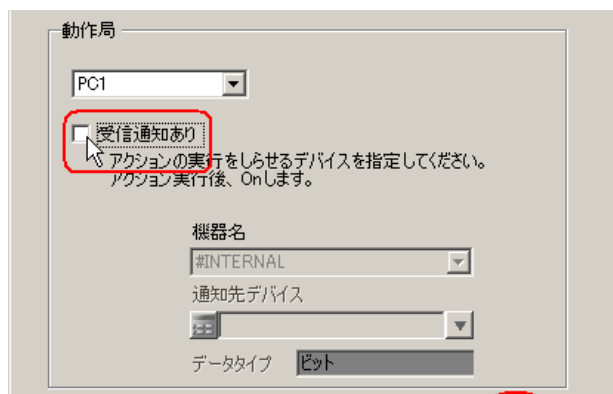 動作局
PC1
受信通知あり
アクションの実行をしらせるデバイスを指定してください。
アクション実行後、Onします。
機器名
#INTERNAL
通知先デバイス
データタイプ ビット